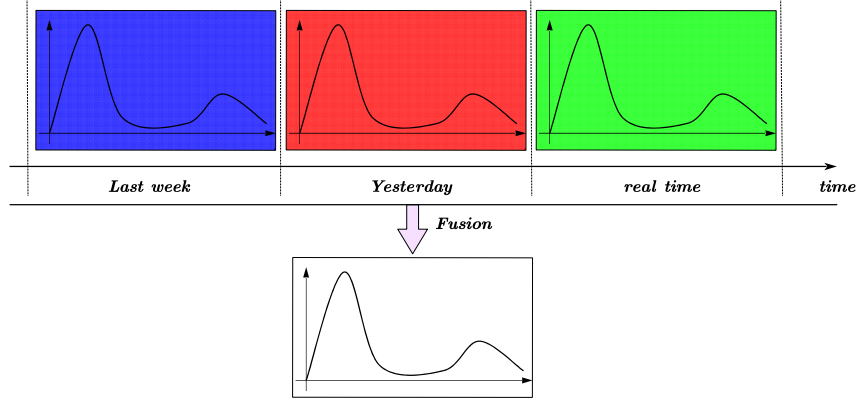 Last week
Yesterday
real time
time
Fusion